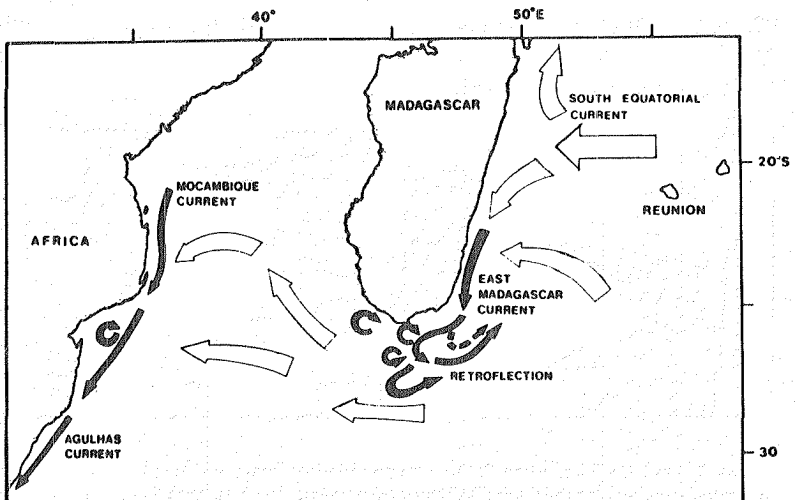 40°
50°E
MADAGASCAR
SOUTH EQUATORIAL
CURRENT
20°S
MOCAMBIQUE
CURRENT
REUNION
AFRICA
EAST
MADAGASCAR
CURRENT
RETROFLECTION
AGULHAS
CURRENT
30